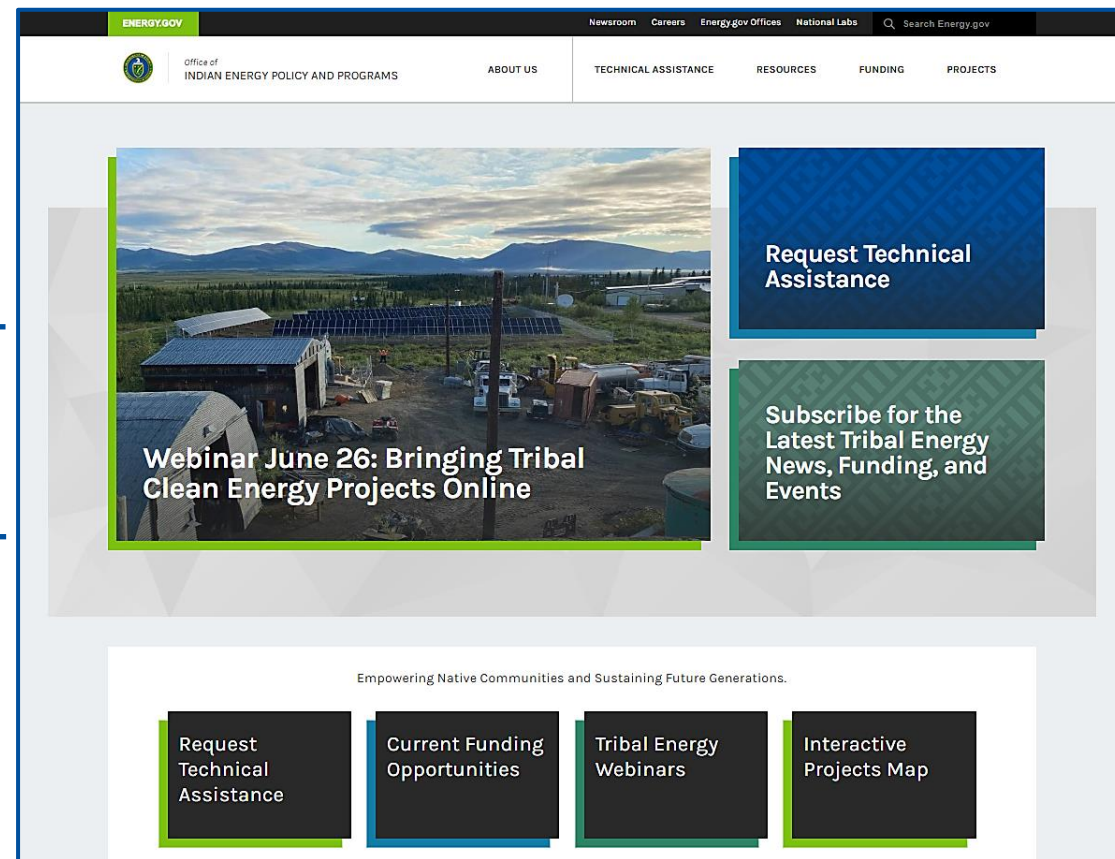 ENERGY.GOV
Newsroom Careers Energy.gov Offices National Labs Search Energy.gov
Office of
INDIAN ENERGY POLICY AND PROGRAMS
ABOUT US TECHNICAL ASSISTANCE RESOURCES FUNDING PROJECTS
Webinar June 26: Bringing Tribal
Clean Energy Projects Online
Request Technical
Assistance
Subscribe for the
Latest Tribal Energy
News, Funding, and
Events
Empowering Native Communities and Sustaining Future Generations.
Request
Technical
Assistance
Current Funding
Opportunities
Tribal Energy
Webinars
Interactive
Projects Map